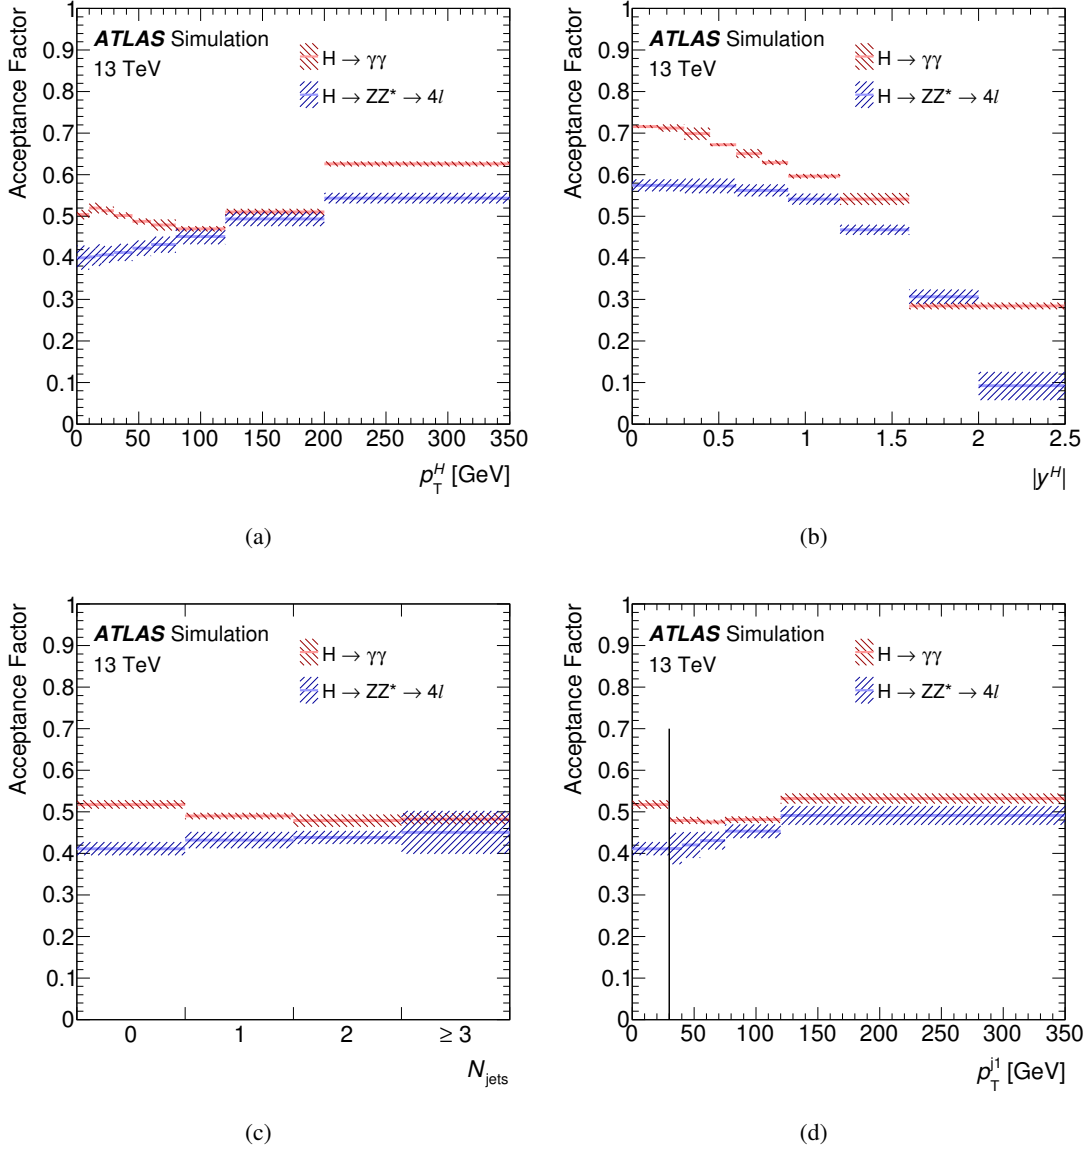 Acceptance Factor
1
0.9
0.8
0.7
0.6
0.5
0.4
0.3
0.2
0.1
0
ATLAS Simulation
13 TeV
H → γγ
H → ZZ* → 4l
0 50 100 150 200 250 300 350
p_T^H [GeV]
(a)
Acceptance Factor
1
0.9
0.8
0.7
0.6
0.5
0.4
0.3
0.2
0.1
0
ATLAS Simulation
13 TeV
H → γγ
H → ZZ* → 4l
0 0.5 1 1.5 2 2.5
|y^H|
(b)
Acceptance Factor
1
0.9
0.8
0.7
0.6
0.5
0.4
0.3
0.2
0.1
0
ATLAS Simulation
13 TeV
H → γγ
H → ZZ* → 4l
0 1 2 ≥ 3
N_jets
(c)
Acceptance Factor
1
0.9
0.8
0.7
0.6
0.5
0.4
0.3
0.2
0.1
0
ATLAS Simulation
13 TeV
H → γγ
H → ZZ* → 4l
0 50 100 150 200 250 300 350
p_T^j1 [GeV]
(d)